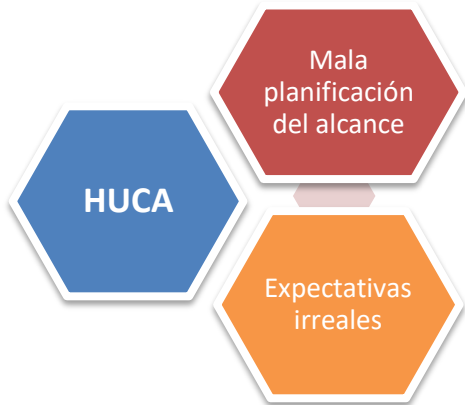 Mala
planificación
del alcance
HUCA
Expectativas
irreales